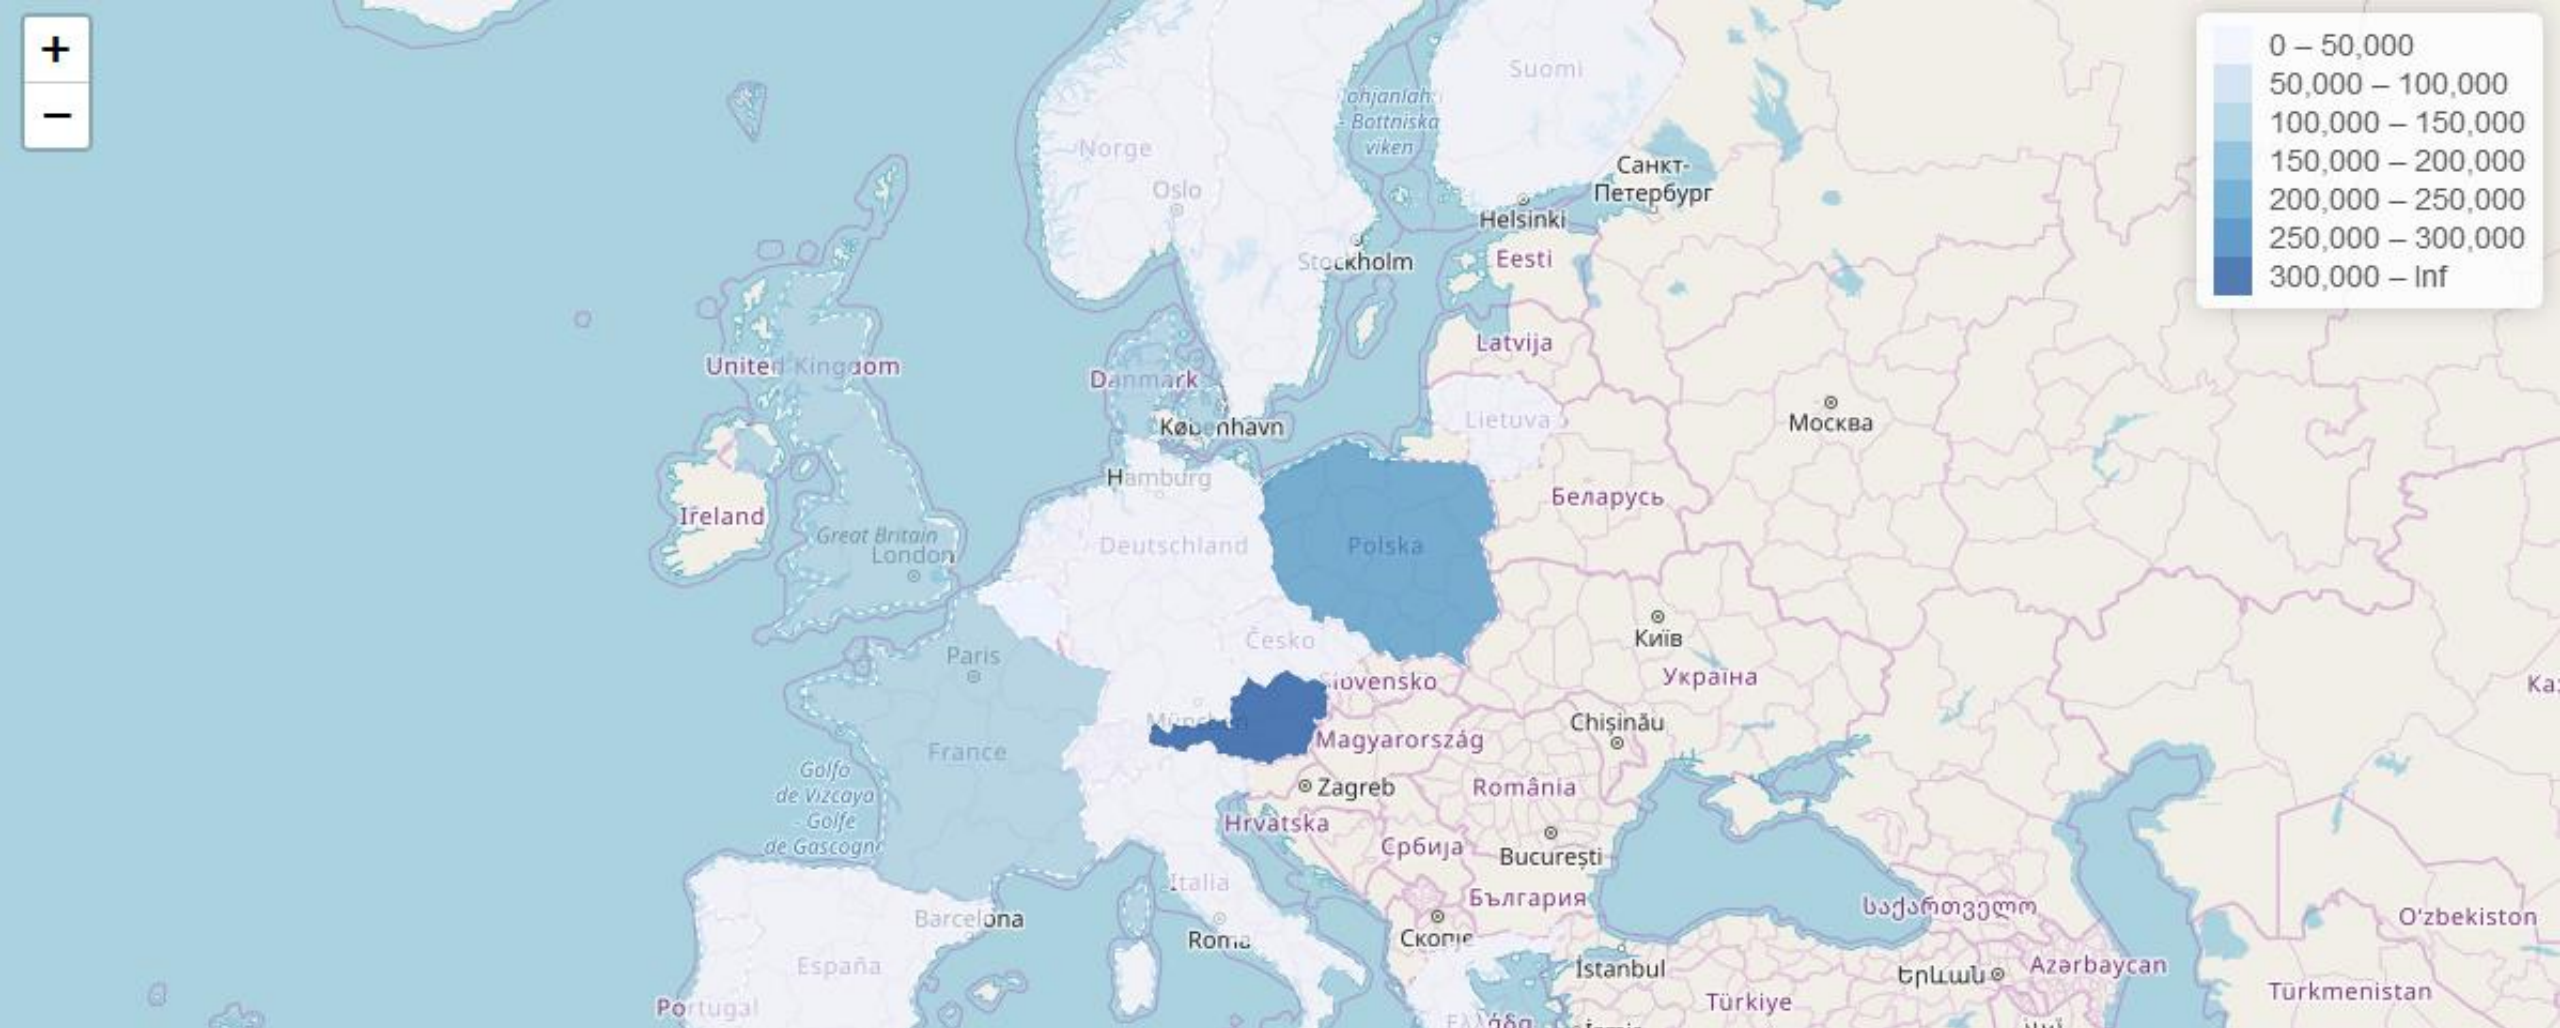 +
−
0 – 50,000
50,000 – 100,000
100,000 – 150,000
150,000 – 200,000
200,000 – 250,000
250,000 – 300,000
300,000 – Inf
Suomi
Bottniska
viken
Norge
Oslo
Санкт-
Петербург
Helsinki
Stockholm
Eesti
Latvija
United Kingdom
Danmark
København
Lietuva
Москва
Hamburg
Беларусь
Ireland
Great Britain
London
Deutschland
Polska
Česko
Київ
Paris
Slovensko
Україна
München
Chișinău
Magyarország
France
Golfo
de Vizcaya
- Golfe
de Gascogne
Zagreb
România
Hrvatska
Србија
București
Italia
България
საქართველო
Barcelona
Roma
Скопје
O'zbekiston
España
İstanbul
Երևան
Azərbaycan
Portugal
Türkiye
Türkmenistan
Ελλάδα